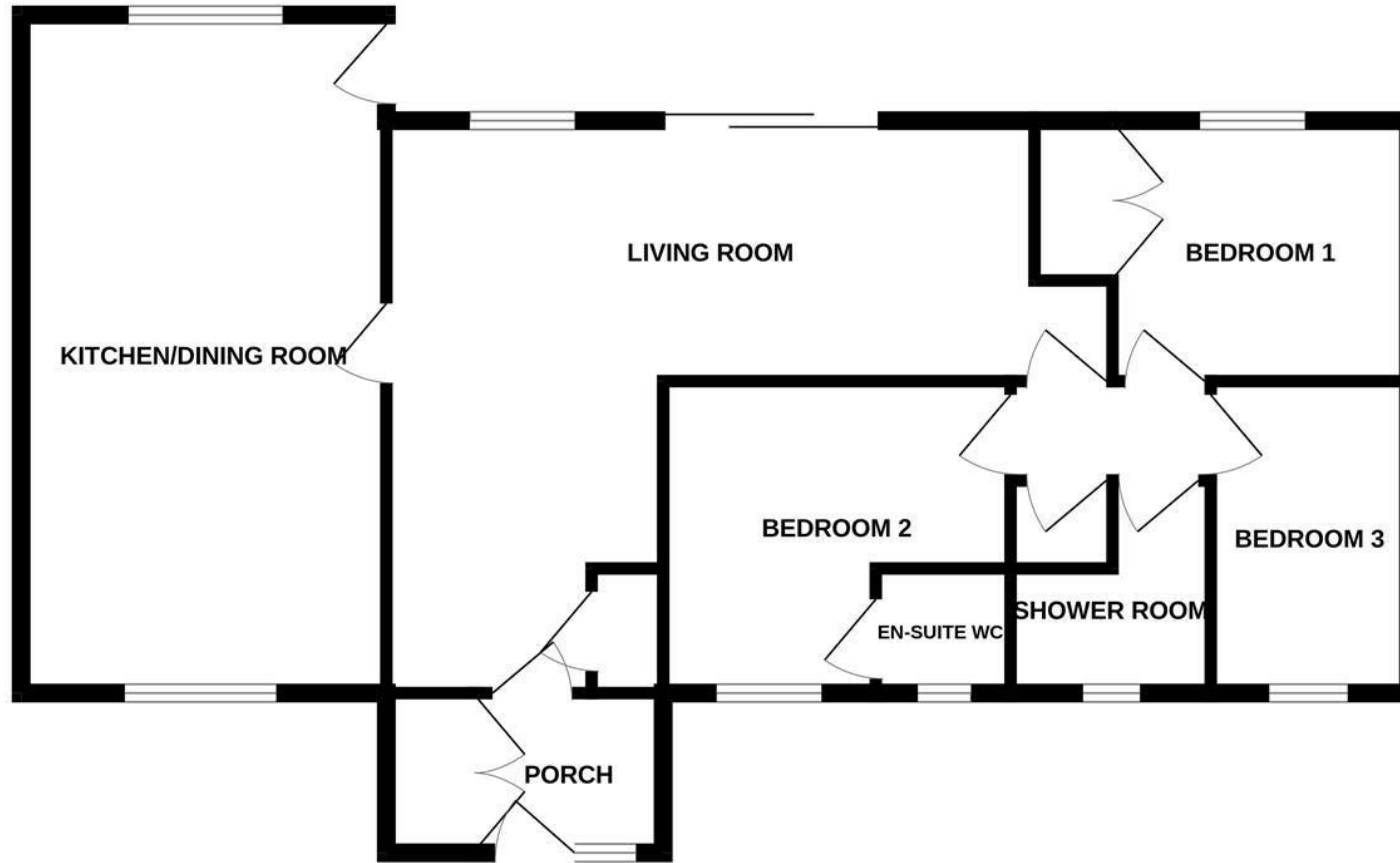 LIVING ROOM
BEDROOM 1
KITCHEN/DINING ROOM
BEDROOM 2
BEDROOM 3
SHOWER ROOM
EN-SUITE WC
PORCH